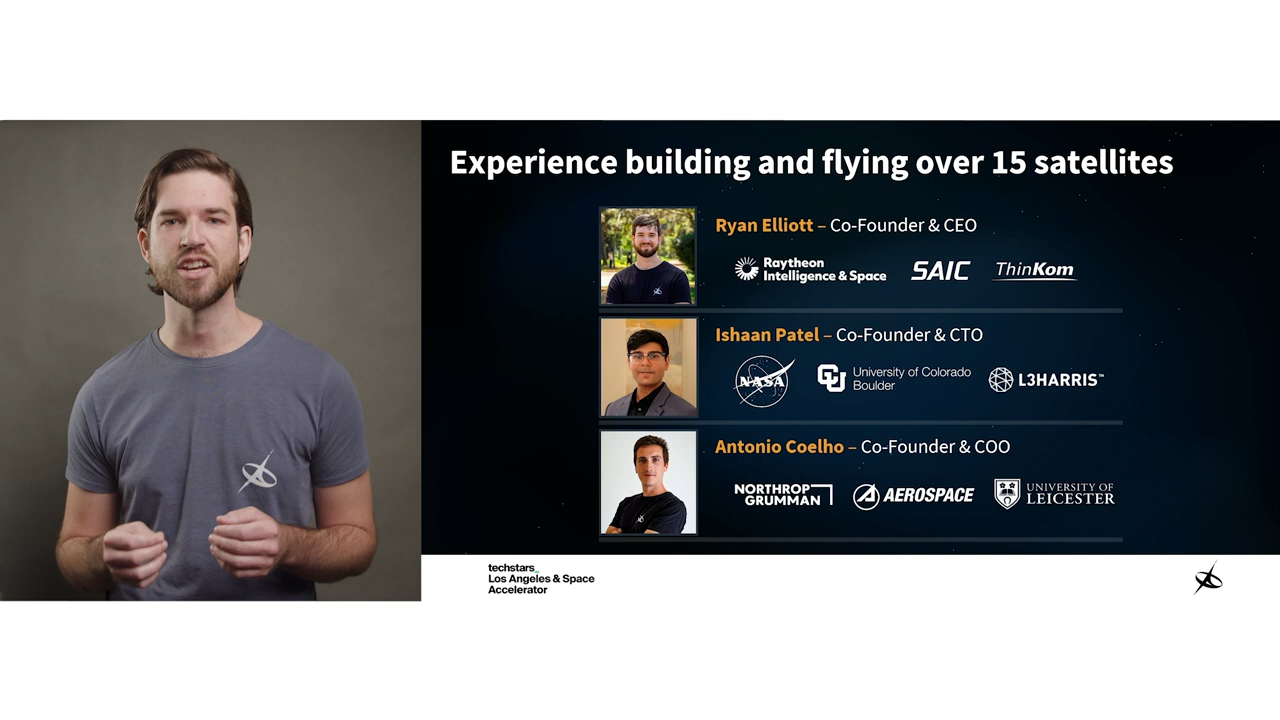 Experience building and flying over 15 satellites
Ryan Elliott – Co-Founder & CEO
Raytheon
Intelligence & Space
SAIC
ThinKom
Ishaan Patel – Co-Founder & CTO
NASA
CU
University of Colorado
Boulder
L3HARRIS™
Antonio Coelho – Co-Founder & COO
NORTHROP
GRUMMAN
AEROSPACE
UNIVERSITY OF
LEICESTER
techstars_
Los Angeles & Space
Accelerator